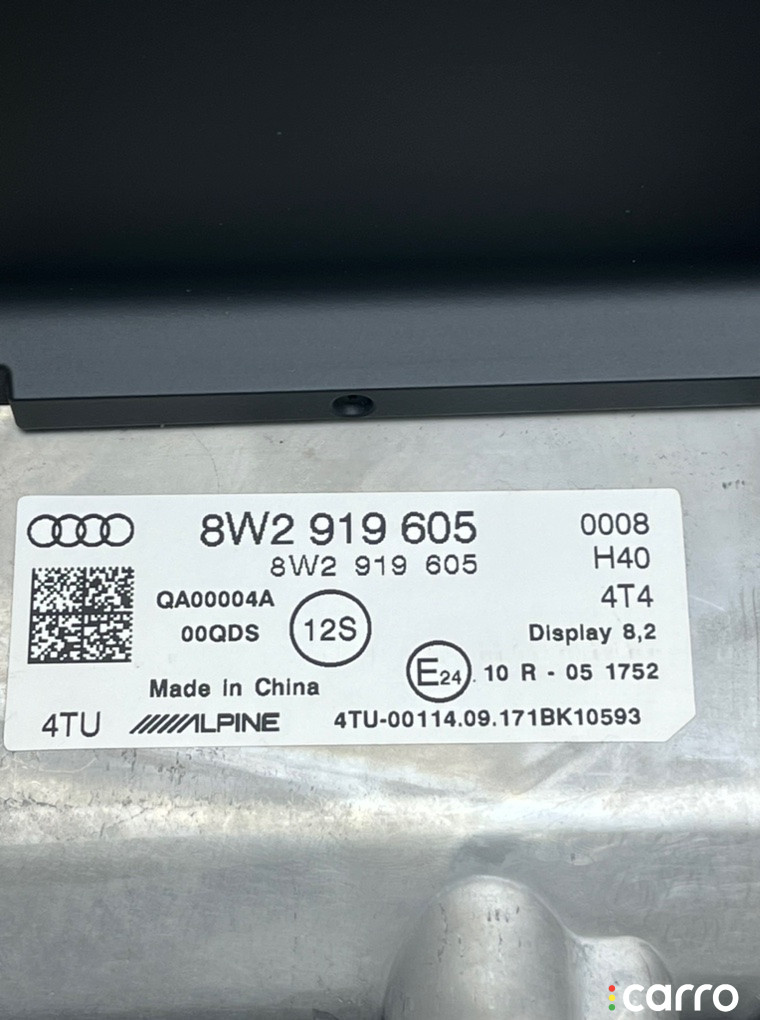 8W2 919 605 0008
8W2 919 605 H40
QA00004A 4T4
00QDS 12S Display 8,2
E24 10 R - 05 1752
Made in China
4TU ALPINE 4TU-00114.09.171BK10593
carro